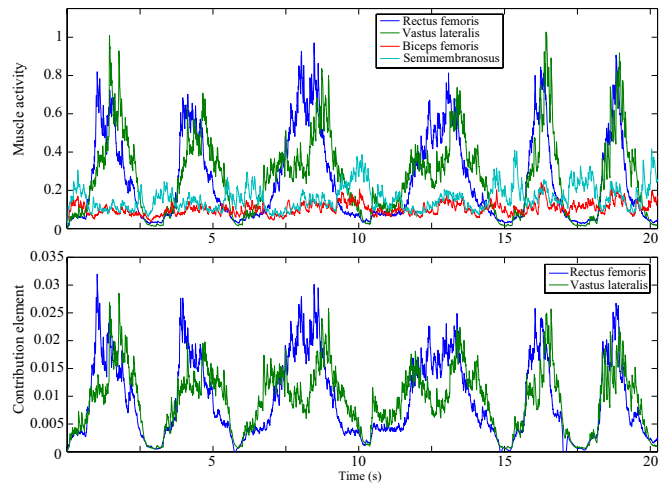 Rectus femoris
Vastus lateralis
Biceps femoris
Semimembranosus
Muscle activity
1
0.8
0.6
0.4
0.2
0
5
10
15
20
Rectus femoris
Vastus lateralis
Contribution element
0.035
0.03
0.025
0.02
0.015
0.01
0.005
0
5
10
15
20
Time (s)